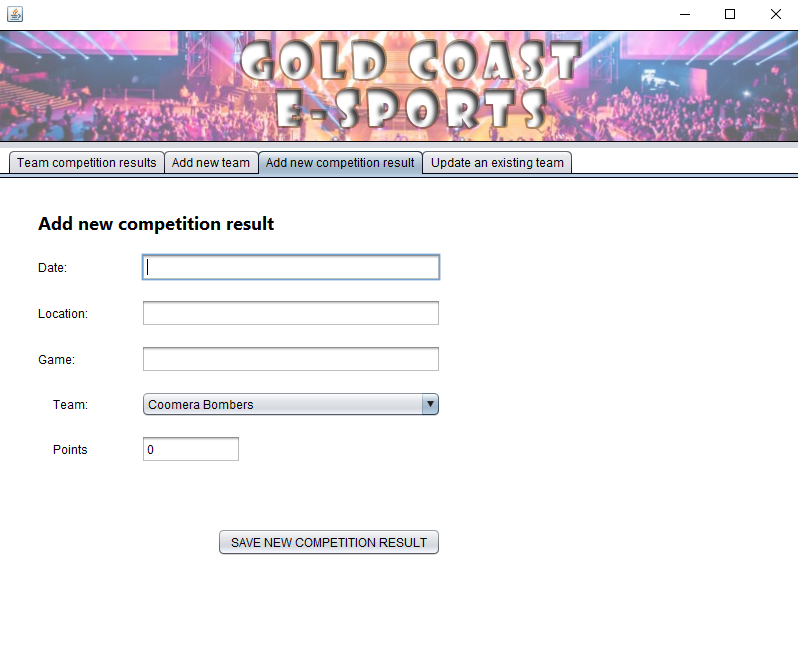 GOLD COAST
E-SPORTS
Team competition results Add new team Add new competition result Update an existing team
Add new competition result
Date:
Location:
Game:
Team: Coomera Bombers
Points 0
SAVE NEW COMPETITION RESULT